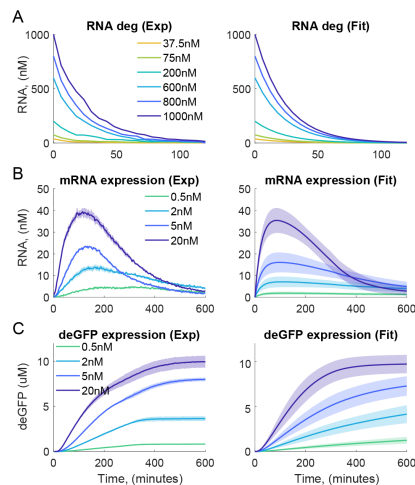 A
RNA deg (Exp)
RNA deg (Fit)
1000
500
0
RNA, (nM)
37.5nM
75nM
200nM
600nM
800nM
1000nM
0 50 100
1000
500
0 50 100
B
mRNA expression (Exp)
mRNA expression (Fit)
50
40
30
20
10
0
RNA, (nM)
0.5nM
2nM
5nM
20nM
0 200 400 600
50
40
30
20
10
0
0 200 400 600
C
deGFP expression (Exp)
deGFP expression (Fit)
10
5
0
deGFP (uM)
0.5nM
2nM
5nM
20nM
0 200 400 600
Time, (minutes)
10
5
0
0 200 400 600
Time, (minutes)